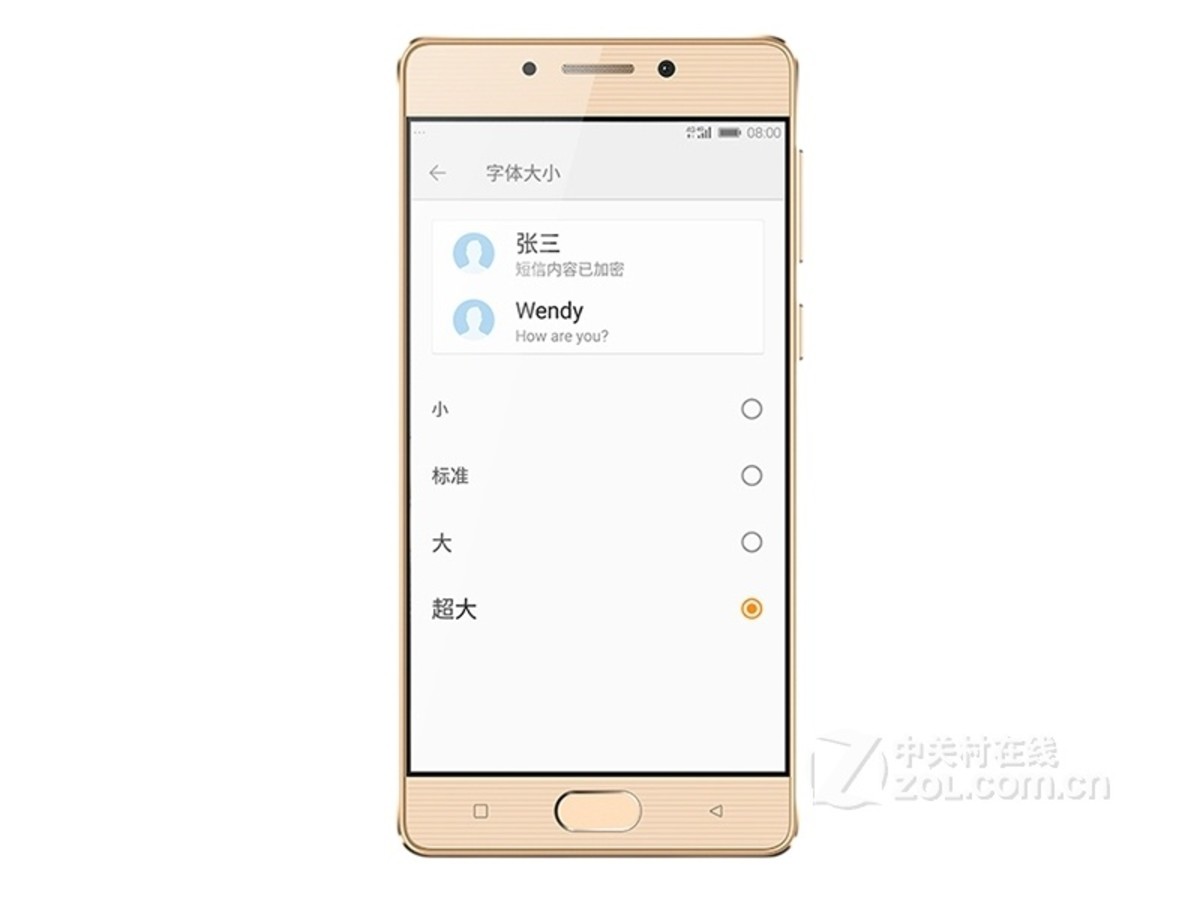 08:00
字体大小
张三
短信内容已加密
Wendy
How are you?
小
标准
大
超大
中关村在线
ZOL.com.cn